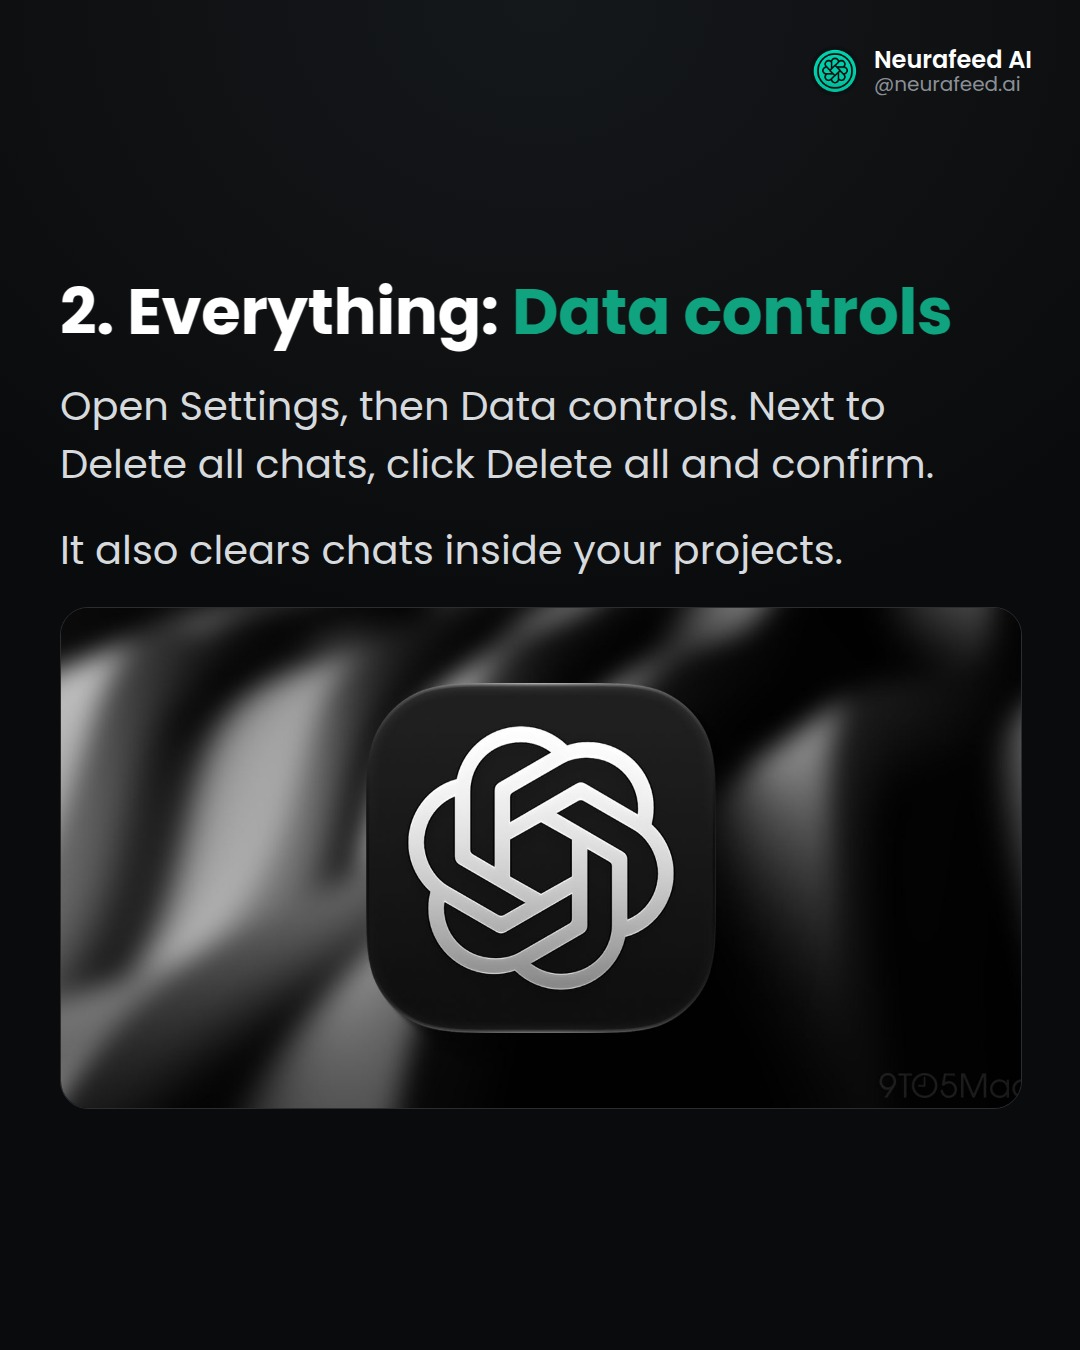 Neurafeed AI
@neurafeed.ai
2. Everything: Data controls
Open Settings, then Data controls. Next to
Delete all chats, click Delete all and confirm.
It also clears chats inside your projects.
9TO5Mac